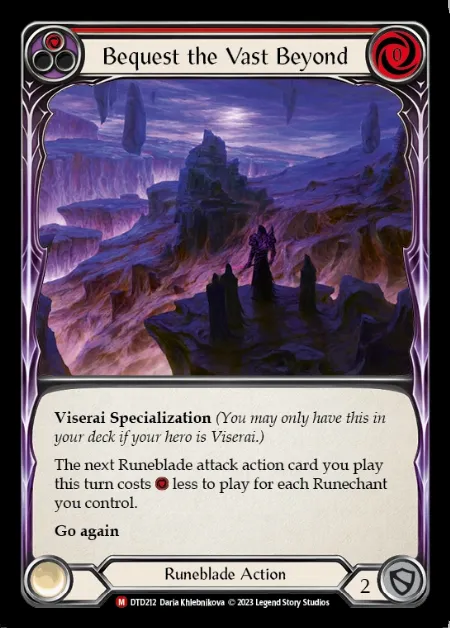 Bequest the Vast Beyond
0
Viserai Specialization (You may only have this in
your deck if your hero is Viserai.)
The next Runeblade attack action card you play
this turn costs less to play for each Runechant
you control.
Go again
Runeblade Action
2
M DTD212 Daria Khlebnikova © 2023 Legend Story Studios